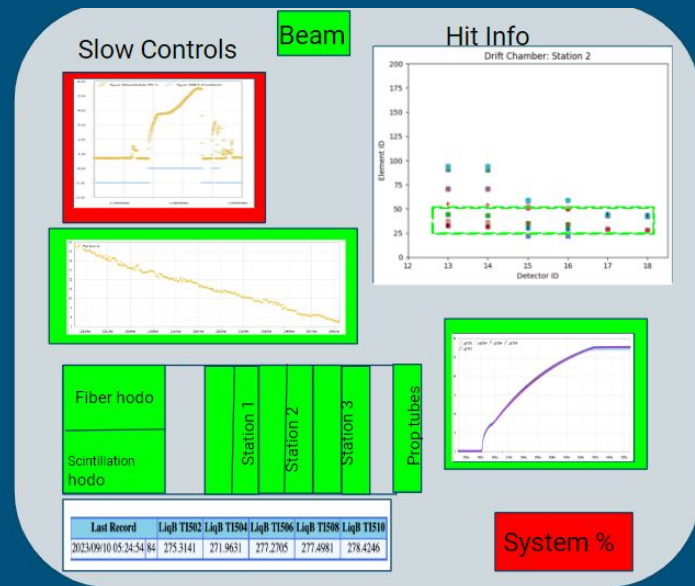 Slow Controls
Beam
Hit Info
Drift Chamber: Station 2
Element ID
200
175
150
125
100
75
50
25
0
12 13 14 15 16 17 18
Detector ID
Fiber hodo
Scintillation
hodo
Station 1
Station 2
Station 3
Prop tubes
Last Record LiqB TI502 LiqB TI504 LiqB TI506 LiqB TI508 LiqB TI510
2023/09/10 05:24:54 84 275.3141 271.9631 277.2705 277.4981 278.4246
System %